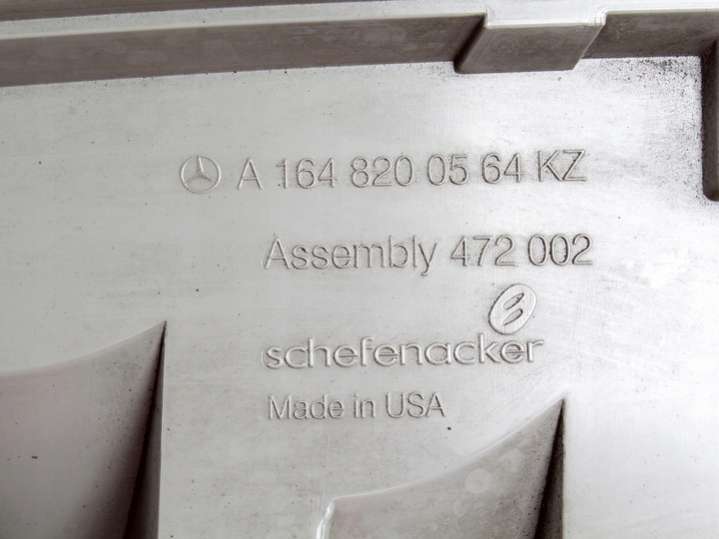 A 164 820 05 64 KZ
Assembly 472 002
schefenacker
Made in USA